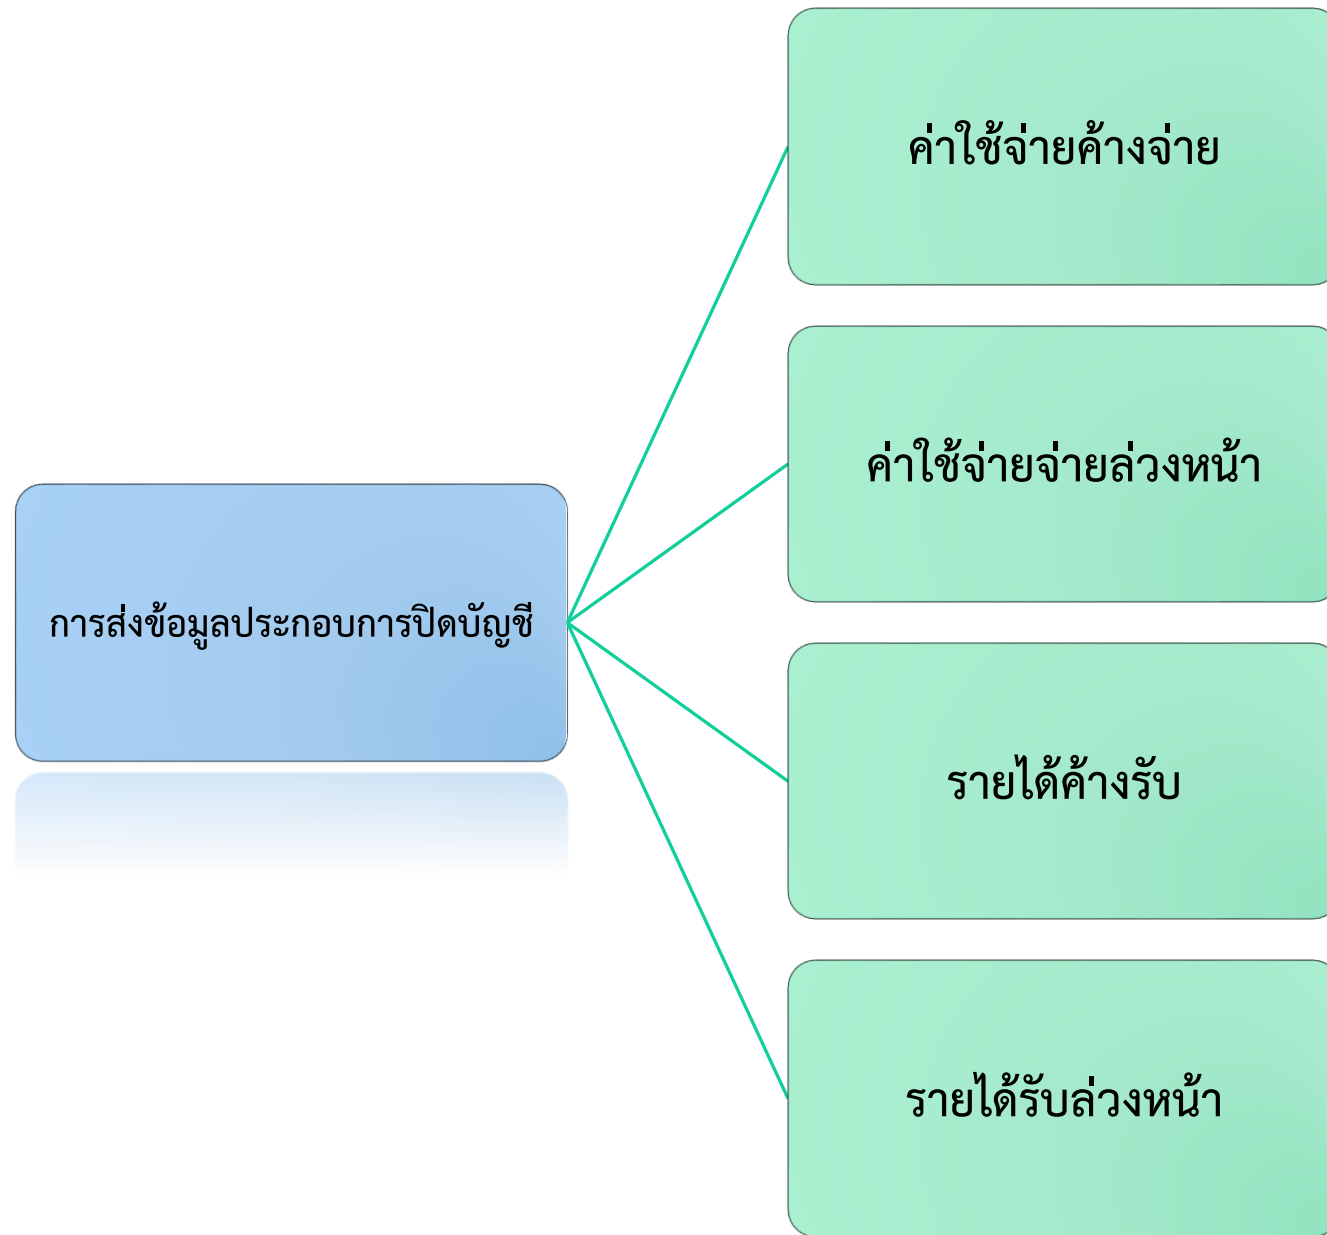 ค่าใช้จ่ายค้างจ่าย
ค่าใช้จ่ายจ่ายล่วงหน้า
การส่งข้อมูลประกอบการปิดบัญชี
รายได้ค้างรับ
รายได้รับล่วงหน้า